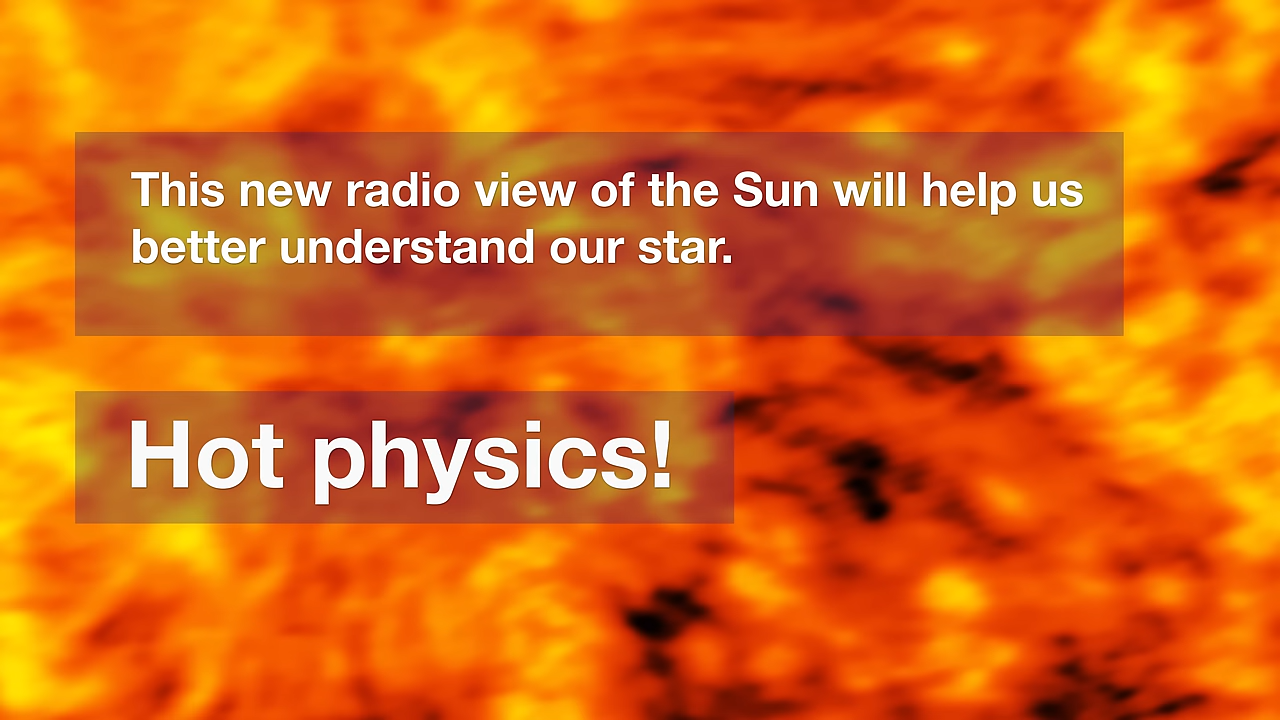 This new radio view of the Sun will help us
better understand our star.
Hot physics!